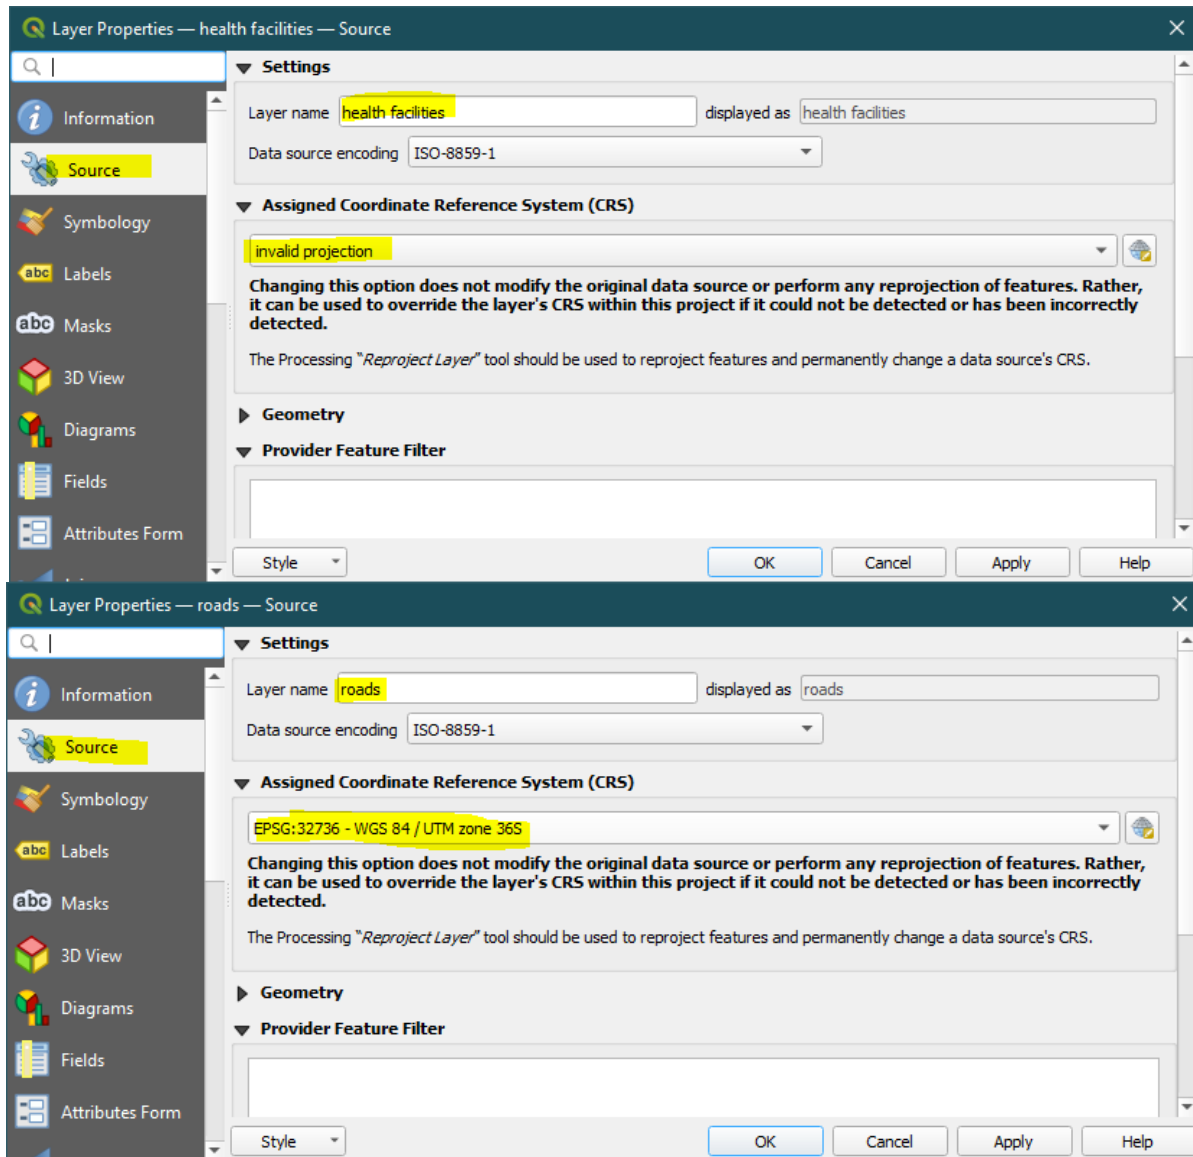 Layer Properties — health facilities — Source
Settings
Information
Layer name health facilities displayed as health facilities
Data source encoding ISO-8859-1
Source
Assigned Coordinate Reference System (CRS)
Symbology
invalid projection
abc Labels
Changing this option does not modify the original data source or perform any reprojection of features. Rather,
it can be used to override the layer's CRS within this project if it could not be detected or has been incorrectly
detected.
abc Masks
The Processing “Reproject Layer” tool should be used to reproject features and permanently change a data source's CRS.
3D View
Geometry
Diagrams
Provider Feature Filter
Fields
Attributes Form
Style OK Cancel Apply Help
Layer Properties — roads — Source
Settings
Information
Layer name roads displayed as roads
Data source encoding ISO-8859-1
Source
Assigned Coordinate Reference System (CRS)
Symbology
EPSG:32736 - WGS 84 / UTM zone 36S
abc Labels
Changing this option does not modify the original data source or perform any reprojection of features. Rather,
it can be used to override the layer's CRS within this project if it could not be detected or has been incorrectly
detected.
abc Masks
The Processing “Reproject Layer” tool should be used to reproject features and permanently change a data source's CRS.
3D View
Geometry
Diagrams
Provider Feature Filter
Fields
Attributes Form
Style OK Cancel Apply Help